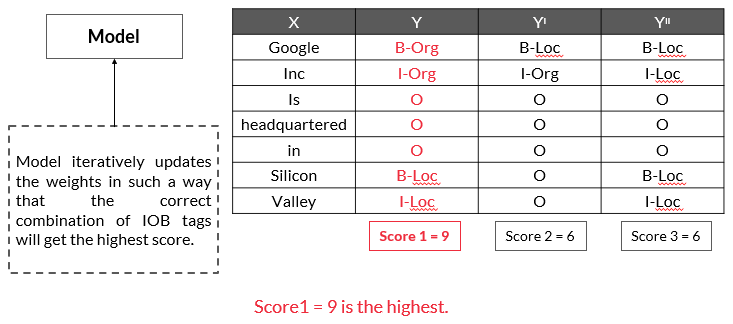 Model
X Y Y' Y"
Google B-Org B-Loc B-Loc
Inc I-Org I-Org I-Loc
Is O O O
headquartered O O O
in O O O
Silicon B-Loc O B-Loc
Valley I-Loc O I-Loc
Model iteratively updates
the weights in such a way
that the correct
combination of IOB tags
will get the highest score.
Score 1 = 9 Score 2 = 6 Score 3 = 6
Score1 = 9 is the highest.